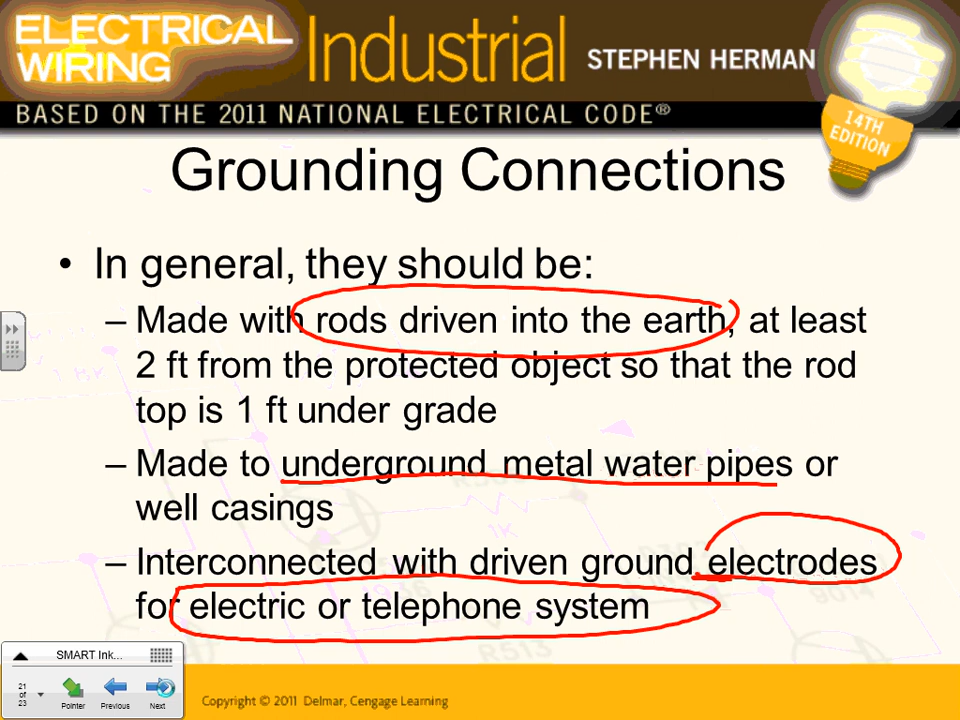 ELECTRICAL
WIRING
Industrial
STEPHEN HERMAN
BASED ON THE 2011 NATIONAL ELECTRICAL CODE®
14TH
EDITION
Grounding Connections
• In general, they should be:
– Made with rods driven into the earth, at least
2 ft from the protected object so that the rod
top is 1 ft under grade
– Made to underground metal water pipes or
well casings
– Interconnected with driven ground electrodes
for electric or telephone system
R513
SMART Ink...
21
of
23
Pointer
Previous
Next
Copyright © 2011 Delmar, Cengage Learning